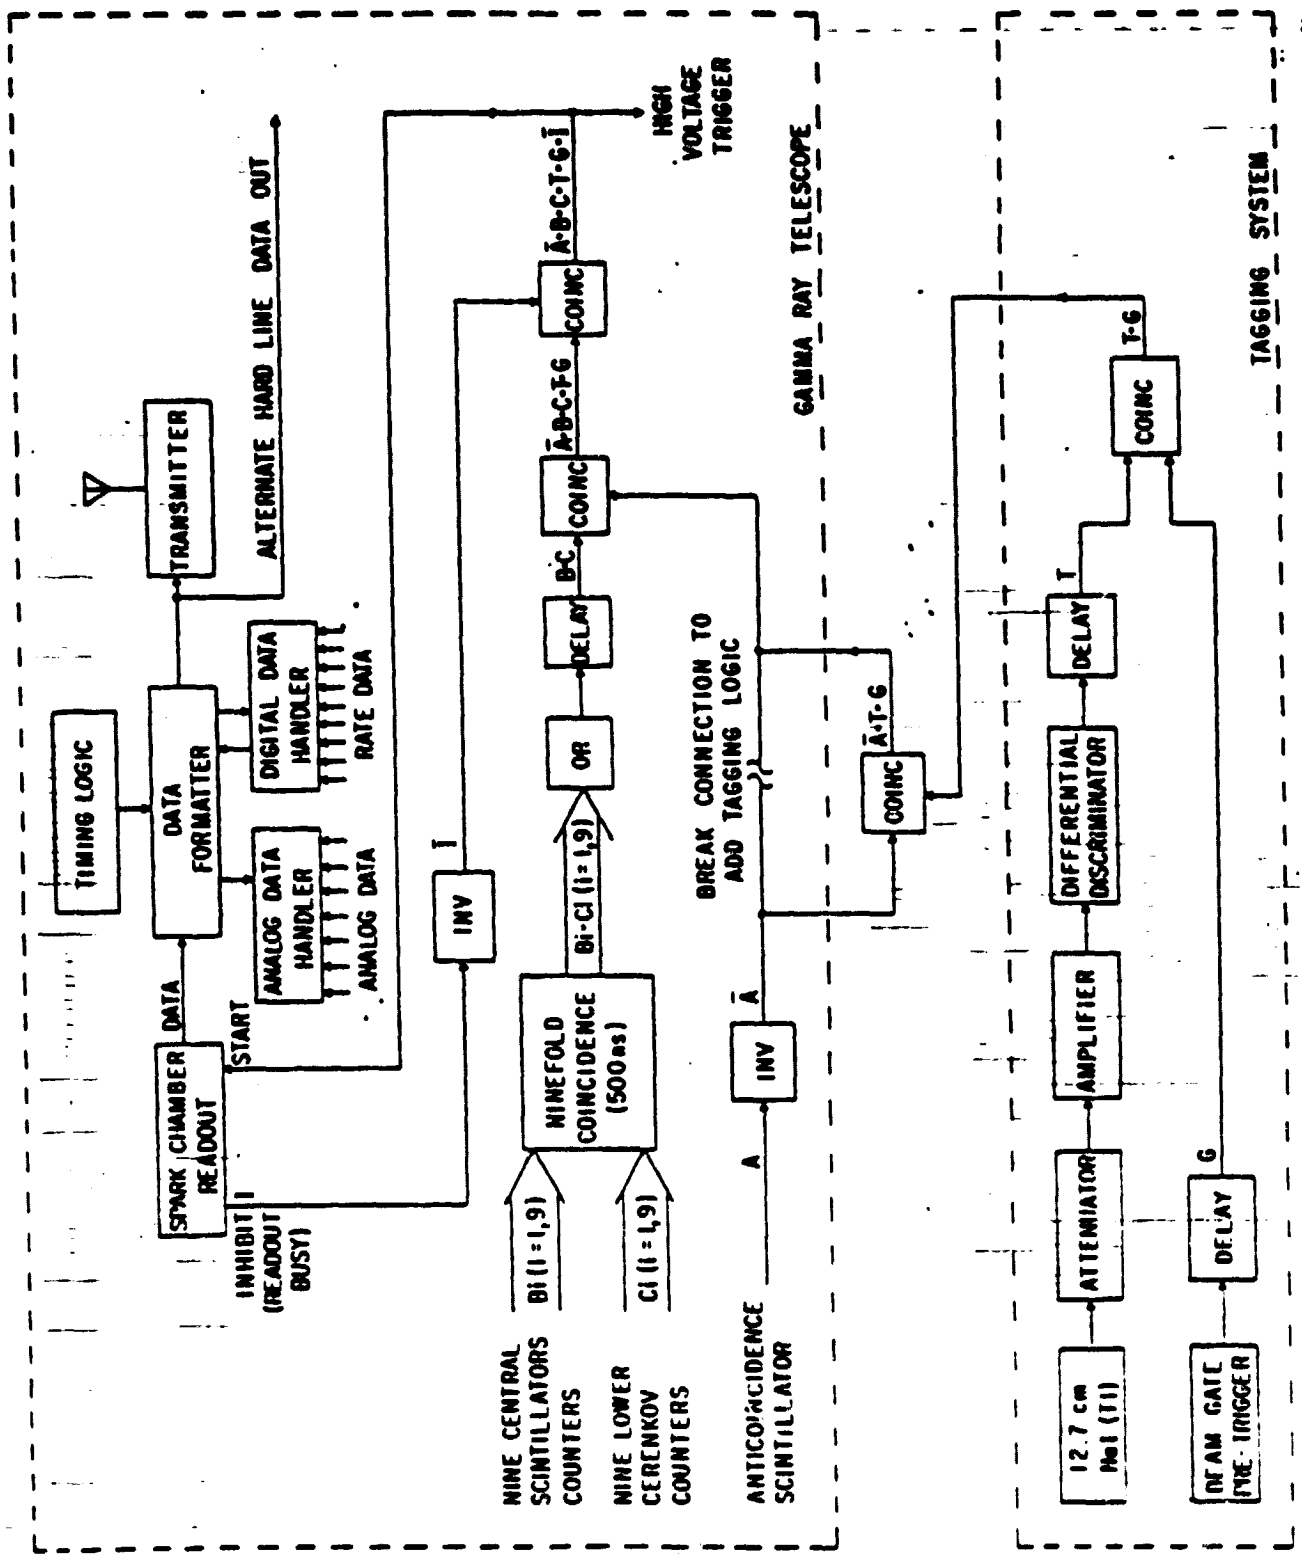 TIMING LOGIC
TRANSMITTER
ALTERNATE HARD LINE DATA OUT
DATA
FORMATTER
DATA
SPARK CHAMBER
READOUT
START
INHIBIT I
(READOUT
BUSY)
ANALOG DATA
HANDLER
ANALOG DATA
DIGITAL DATA
HANDLER
RATE DATA
INV
Ī
NINE CENTRAL
SCINTILLATORS
COUNTERS
Bi (i = 1,9)
NINE LOWER
CERENKOV
COUNTERS
Ci (i = 1,9)
NINEFOLD
COINCIDENCE
(500ns)
Bi·Ci (i = 1,9)
OR
DELAY
B·C
COINC
Ā·B·C·T·G
COINC
Ā·B·C·T·G·Ī
HIGH
VOLTAGE
TRIGGER
ANTICOINCIDENCE
SCINTILLATOR
A
INV
Ā
BREAK CONNECTION TO
ADD TAGGING LOGIC
GAMMA RAY TELESCOPE
COINC
Ā·T·G
12.7 cm
NaI (Tl)
ATTENUATOR
AMPLIFIER
DIFFERENTIAL
DISCRIMINATOR
DELAY
T
BEAM GATE
PRE-TRIGGER
DELAY
G
COINC
T·G
TAGGING SYSTEM